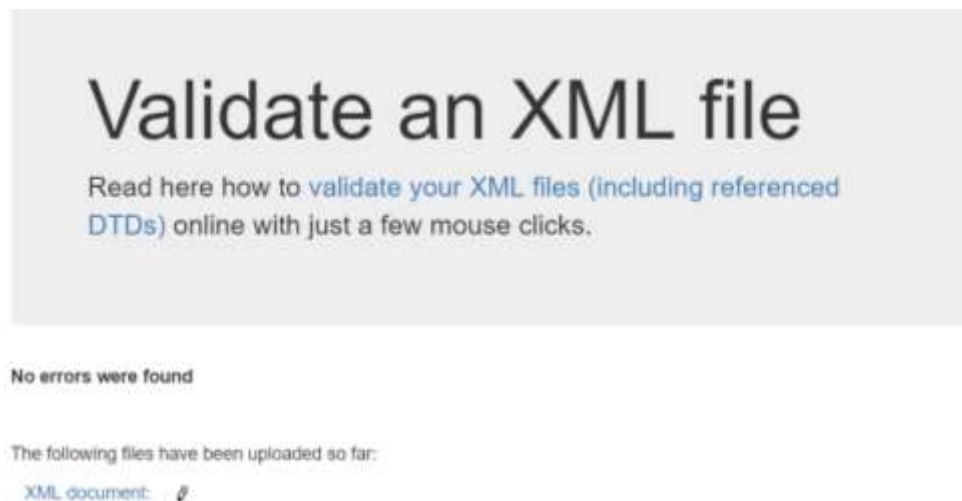 Validate an XML file
Read here how to validate your XML files (including referenced
DTDs) online with just a few mouse clicks.
No errors were found
The following files have been uploaded so far:
XML document: